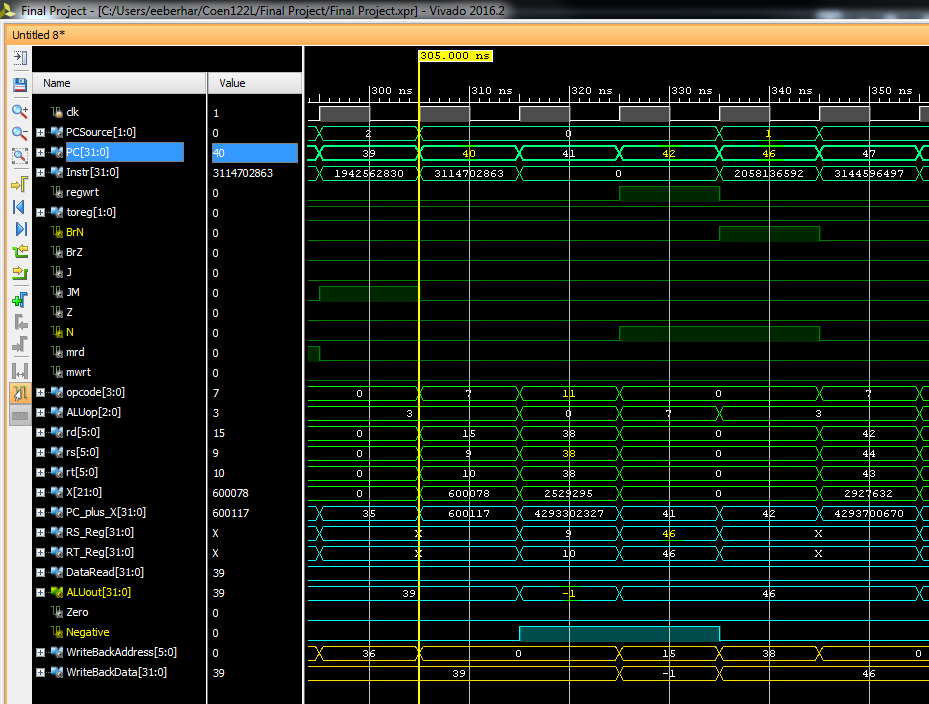 Final Project - [C:/Users/eeberhar/Coen122L/Final Project/Final Project.xpr] - Vivado 2016.2
Untitled 8*
305.000 ns
Name Value
300 ns 310 ns 320 ns 330 ns 340 ns 350 ns
clk 1
PCSource[1:0] 0 2 0 1
PC[31:0] 40 39 40 41 42 46 47
Instr[31:0] 3114702863 1942562830 3114702863 0 2058136592 3144596497
regwrt 0
toreg[1:0] 0
BrN 0
BrZ 0
J 0
JM 0
Z 0
N 0
mrd 0
mwrt 0
opcode[3:0] 7 0 7 11 0 7
ALUop[2:0] 3 3 0 7 3
rd[5:0] 15 0 15 38 0 42
rs[5:0] 9 0 9 38 0 44
rt[5:0] 10 0 10 38 0 43
X[21:0] 600078 0 600078 2529295 0 2927632
PC_plus_X[31:0] 600117 35 600117 4293302327 41 42 4293700670
RS_Reg[31:0] X X 9 46 X
RT_Reg[31:0] X X 10 46 X
DataRead[31:0] 39
ALUout[31:0] 39 39 -1 46
Zero 0
Negative 0
WriteBackAddress[5:0] 0 36 0 15 38 0
WriteBackData[31:0] 39 39 -1 46